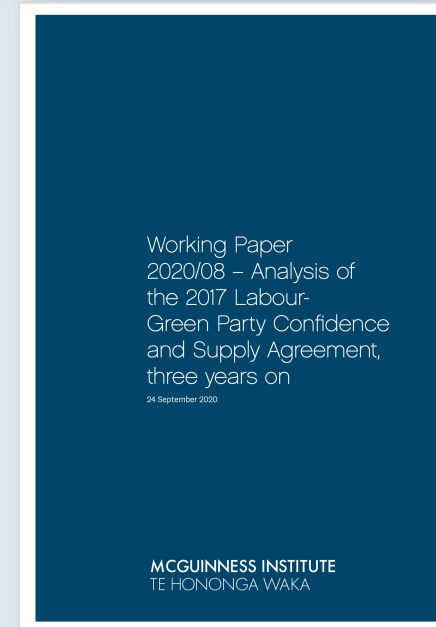 Working Paper
2020/08 – Analysis of
the 2017 Labour-
Green Party Confidence
and Supply Agreement,
three years on
24 September 2020
MCGUINNESS INSTITUTE
TE HONONGA WAKA